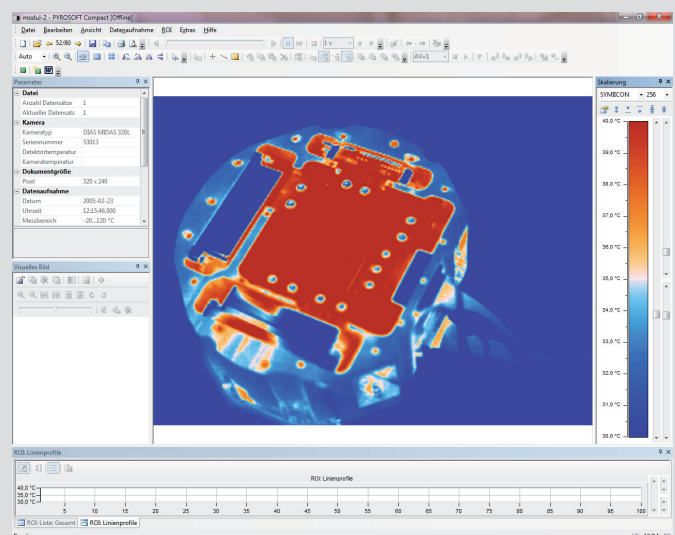 modul-2 - PYROSOFT Compact [Offline]
Datei Bearbeiten Ansicht Datenaufnahme ROI Extras Hilfe
52/80 1 x
Auto AV=1
Parameter
Datei
Anzahl Datensätze 1
Aktueller Datensatz 1
Kamera
Kameratyp DIAS MIDAS 320L
Seriennummer S3013
Detektortemperatur
Kameratemperatur
Dokumentgröße
Pixel 320 x 240
Datenaufnahme
Datum 2005-02-23
Uhrzeit 12:15:46,000
Messbereich -20...120 °C
Visuelles Bild
Skalierung
SYMBICON 256
40,0 °C
39,0 °C
38,0 °C
37,0 °C
36,0 °C
35,0 °C
34,0 °C
33,0 °C
32,0 °C
31,0 °C
30,0 °C
ROI: Linienprofile
ROI: Linienprofile
40,0 °C
35,0 °C
30,0 °C
5 10 15 20 25 30 35 40 45 50 55 60 65 70 75 80 85 90 95 100
ROI-Liste: Gesamt ROI: Linienprofile